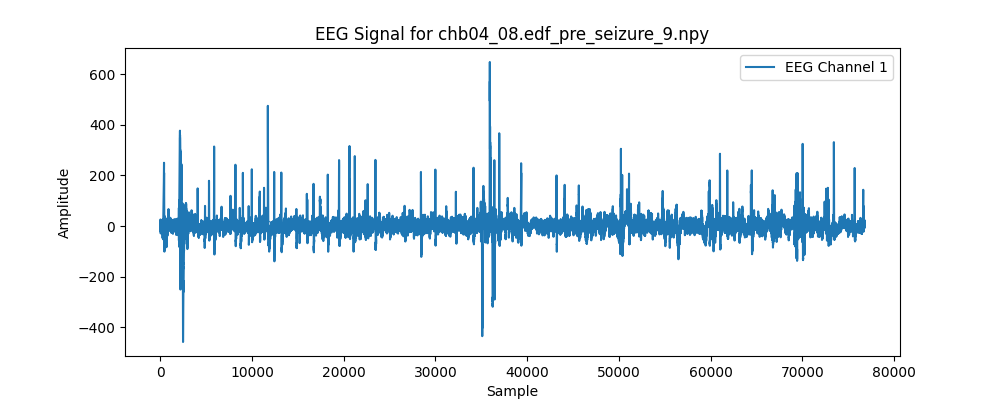 EEG Signal for chb04_08.edf_pre_seizure_9.npy
EEG Channel 1
Amplitude
600
400
200
0
−200
−400
0 10000 20000 30000 40000 50000 60000 70000 80000
Sample